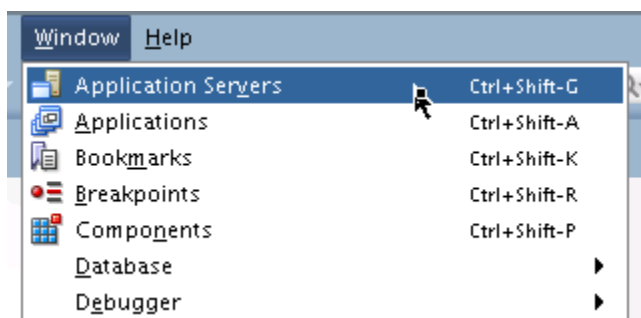 Window Help
Application Servers Ctrl+Shift-G
Applications Ctrl+Shift-A
Bookmarks Ctrl+Shift-K
Breakpoints Ctrl+Shift-R
Components Ctrl+Shift-P
Database
Debugger